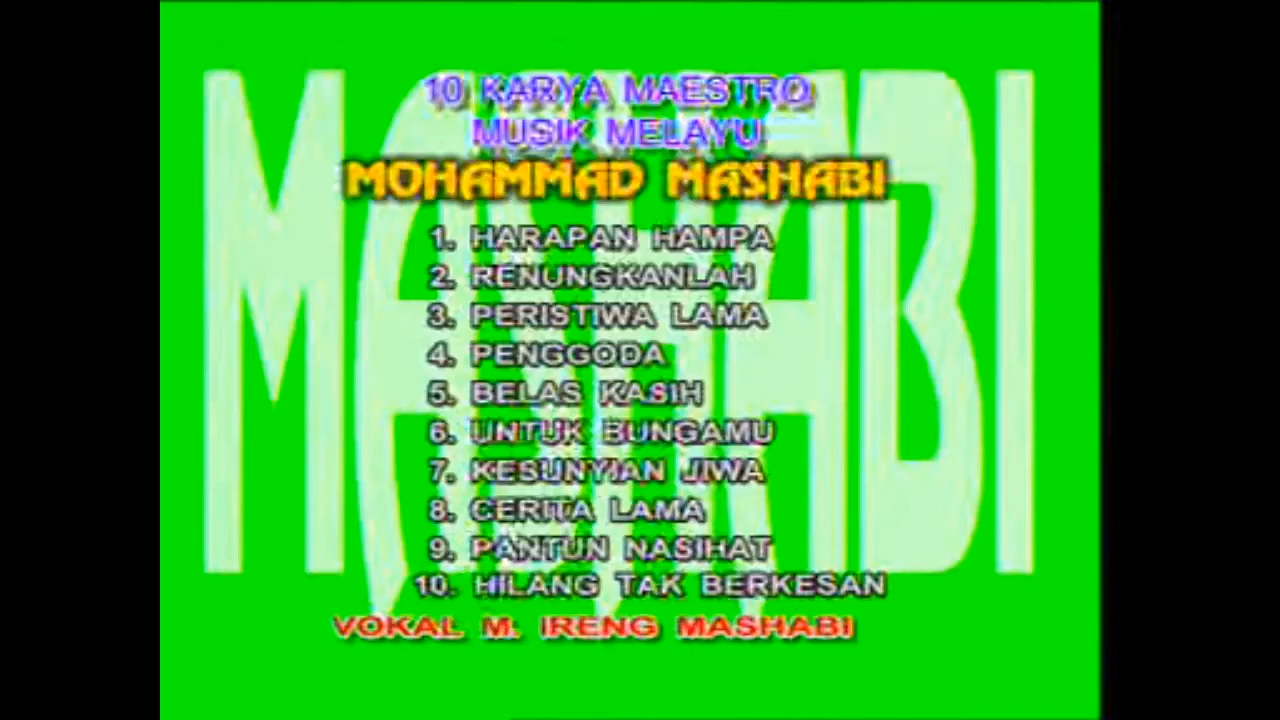 MASHABI
10 KARYA MAESTRO
MUSIK MELAYU
MOHAMMAD MASHABI
1. HARAPAN HAMPA
2. RENUNGKANLAH
3. PERISTIWA LAMA
4. PENGGODA
5. BELAS KASIH
6. UNTUK BUNGAMU
7. KESUNYIAN JIWA
8. CERITA LAMA
9. PANTUN NASIHAT
10. HILANG TAK BERKESAN
VOKAL M. IRENG MASHABI